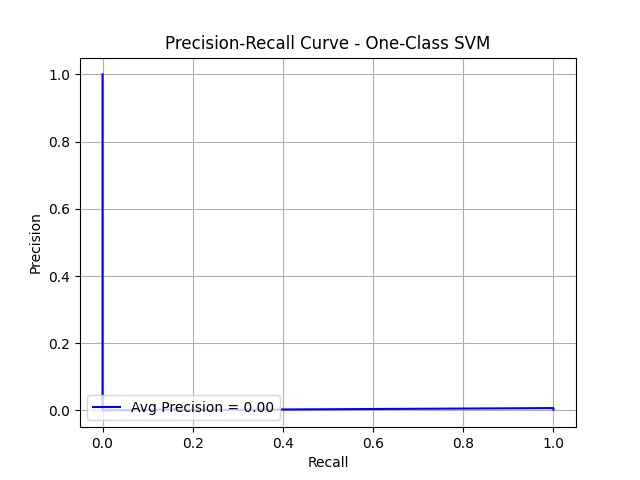 Precision-Recall Curve - One-Class SVM
1.0
0.8
0.6
0.4
0.2
0.0
Precision
Avg Precision = 0.00
0.0 0.2 0.4 0.6 0.8 1.0
Recall